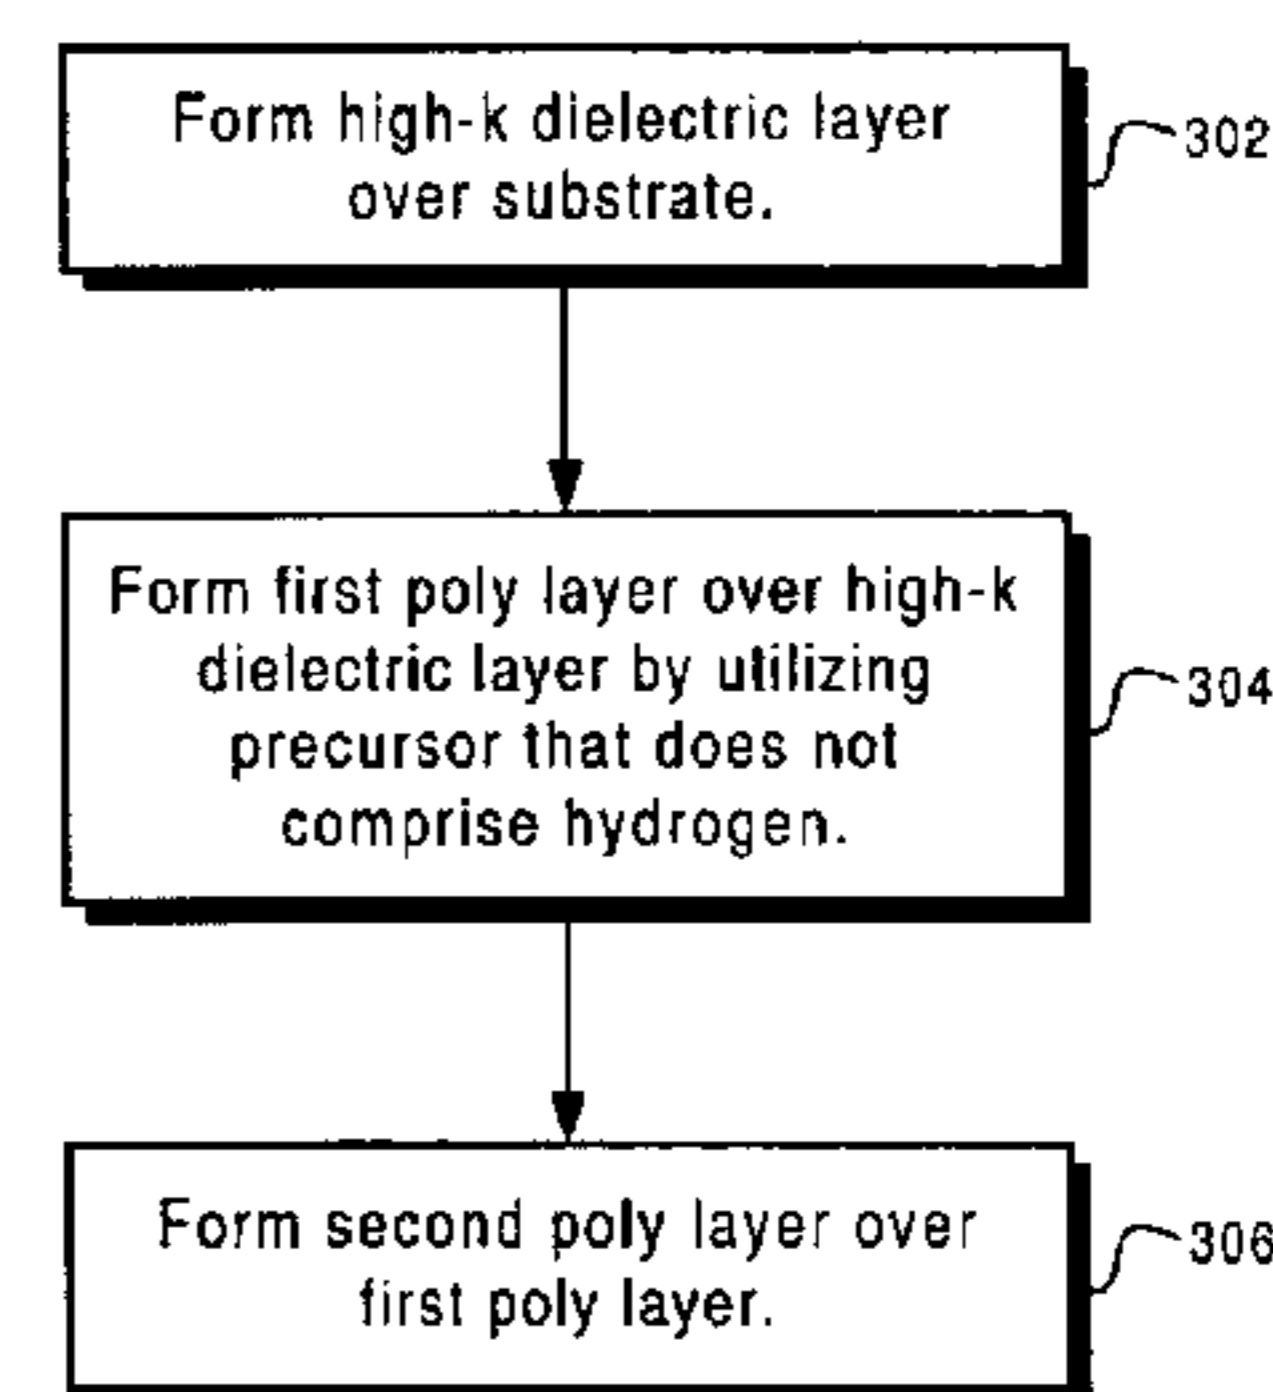 Form high-k dielectric layer
over substrate.
302
Form first poly layer over high-k
dielectric layer by utilizing
precursor that does not
comprise hydrogen.
304
Form second poly layer over
first poly layer.
306